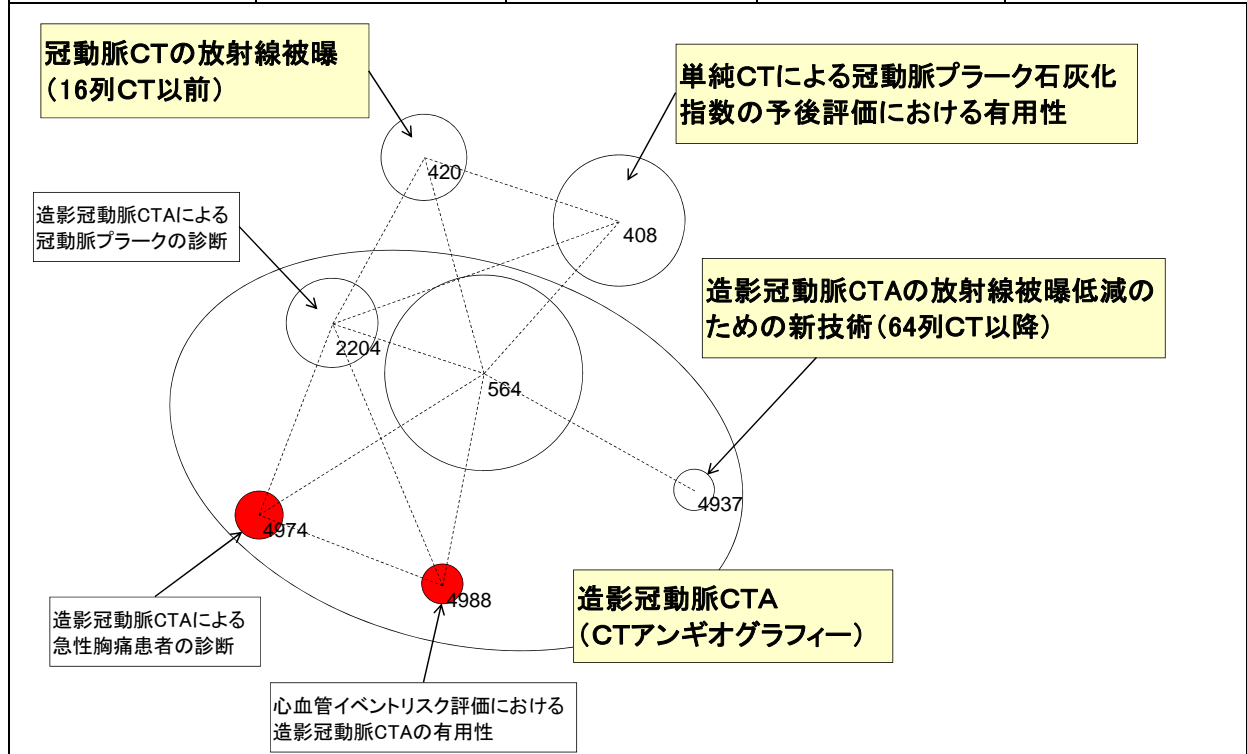 冠動脈CTの放射線被曝
（16列CT以前）
単純CTによる冠動脈プラーク石灰化
指数の予後評価における有用性
420
408
造影冠動脈CTAによる
冠動脈プラークの診断
造影冠動脈CTAの放射線被曝低減の
ための新技術（64列CT以降）
2204
564
4937
4974
4988
造影冠動脈CTA
（CTアンギオグラフィー）
造影冠動脈CTAによる
急性胸痛患者の診断
心血管イベントリスク評価における
造影冠動脈CTAの有用性